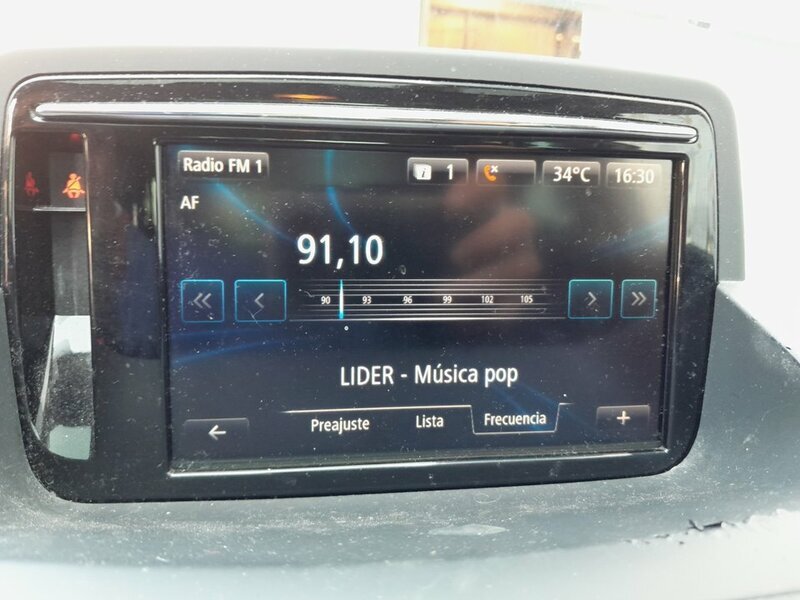 Radio FM 1
i 1
34°C
16:30
AF
91,10
90 93 96 99 102 105
LIDER - Música pop
Preajuste
Lista
Frecuencia
+